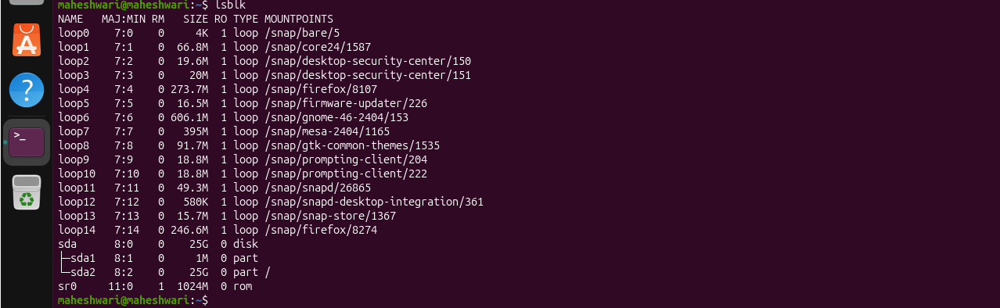 maheshwari@maheshwari:~$ lsblk
NAME   MAJ:MIN RM   SIZE RO TYPE MOUNTPOINTS
loop0    7:0    0     4K  1 loop /snap/bare/5
loop1    7:1    0  66.8M  1 loop /snap/core24/1587
loop2    7:2    0  19.6M  1 loop /snap/desktop-security-center/150
loop3    7:3    0    20M  1 loop /snap/desktop-security-center/151
loop4    7:4    0 273.7M  1 loop /snap/firefox/8107
loop5    7:5    0  16.5M  1 loop /snap/firmware-updater/226
loop6    7:6    0 606.1M  1 loop /snap/gnome-46-2404/153
loop7    7:7    0   395M  1 loop /snap/mesa-2404/1165
loop8    7:8    0  91.7M  1 loop /snap/gtk-common-themes/1535
loop9    7:9    0  18.8M  1 loop /snap/prompting-client/204
loop10   7:10   0  18.8M  1 loop /snap/prompting-client/222
loop11   7:11   0  49.3M  1 loop /snap/snapd/26865
loop12   7:12   0   580K  1 loop /snap/snapd-desktop-integration/361
loop13   7:13   0  15.7M  1 loop /snap/snap-store/1367
loop14   7:14   0 246.6M  1 loop /snap/firefox/8274
sda      8:0    0    25G  0 disk
├─sda1   8:1    0     1M  0 part
└─sda2   8:2    0    25G  0 part /
sr0     11:0    1  1024M  0 rom
maheshwari@maheshwari:~$